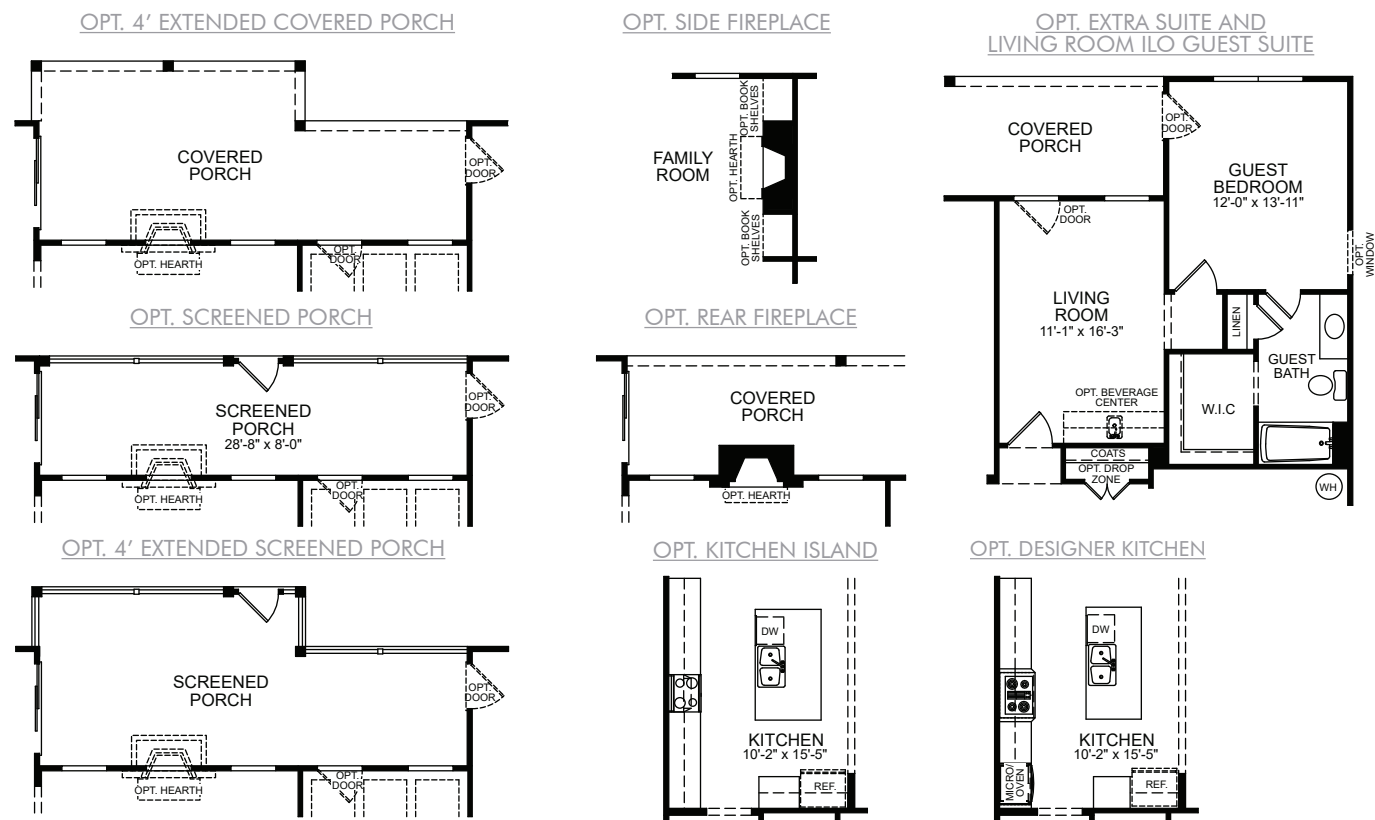 OPT. 4' EXTENDED COVERED PORCH
COVERED
PORCH
OPT.
DOOR
OPT. HEARTH
OPT.
DOOR
OPT. SCREENED PORCH
SCREENED
PORCH
28'-8" x 8'-0"
OPT.
DOOR
OPT. HEARTH
OPT.
DOOR
OPT. 4' EXTENDED SCREENED PORCH
SCREENED
PORCH
OPT.
DOOR
OPT. HEARTH
OPT.
DOOR
OPT. SIDE FIREPLACE
FAMILY
ROOM
OPT. BOOK
SHELVES
OPT. HEARTH
OPT. BOOK
SHELVES
OPT. REAR FIREPLACE
COVERED
PORCH
OPT. HEARTH
OPT. KITCHEN ISLAND
DW
KITCHEN
10'-2" x 15'-5"
REF.
OPT. EXTRA SUITE AND
LIVING ROOM ILO GUEST SUITE
COVERED
PORCH
OPT.
DOOR
GUEST
BEDROOM
12'-0" x 13'-11"
OPT.
DOOR
OPT.
WINDOW
LIVING
ROOM
11'-1" x 16'-3"
LINEN
GUEST
BATH
OPT. BEVERAGE
CENTER
W.I.C
COATS
OPT. DROP
ZONE
WH
OPT. DESIGNER KITCHEN
DW
KITCHEN
10'-2" x 15'-5"
MICRO/
OVEN
REF.